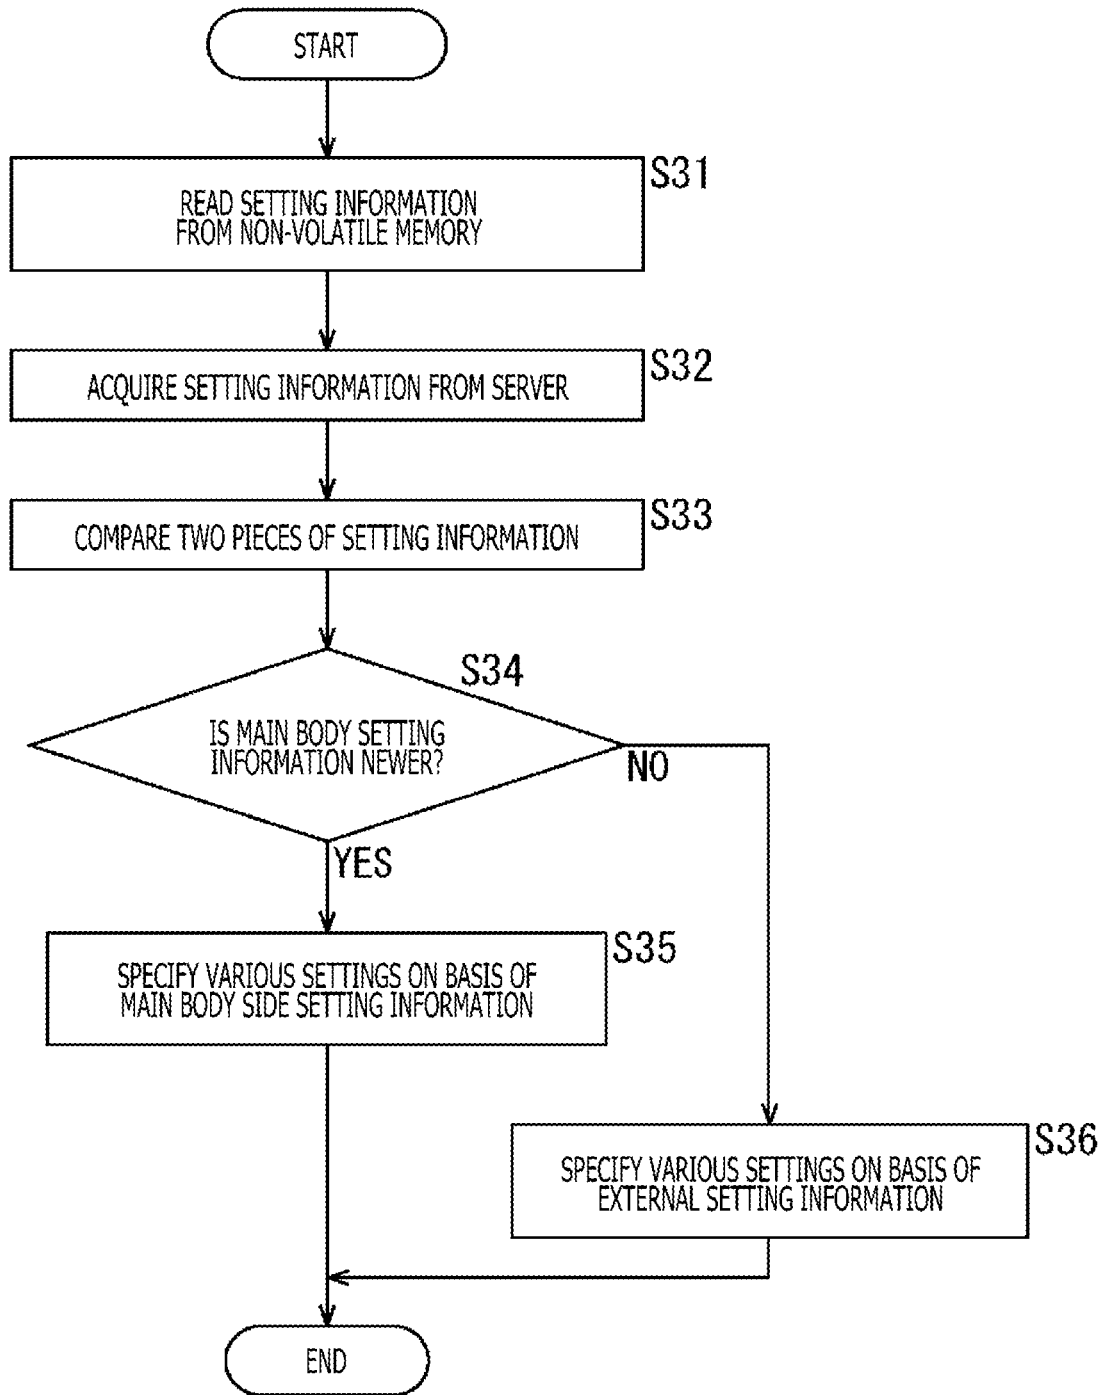 START
S31
READ SETTING INFORMATION
FROM NON-VOLATILE MEMORY
S32
ACQUIRE SETTING INFORMATION FROM SERVER
S33
COMPARE TWO PIECES OF SETTING INFORMATION
S34
IS MAIN BODY SETTING
INFORMATION NEWER?
NO
YES
S35
SPECIFY VARIOUS SETTINGS ON BASIS OF
MAIN BODY SIDE SETTING INFORMATION
S36
SPECIFY VARIOUS SETTINGS ON BASIS OF
EXTERNAL SETTING INFORMATION
END